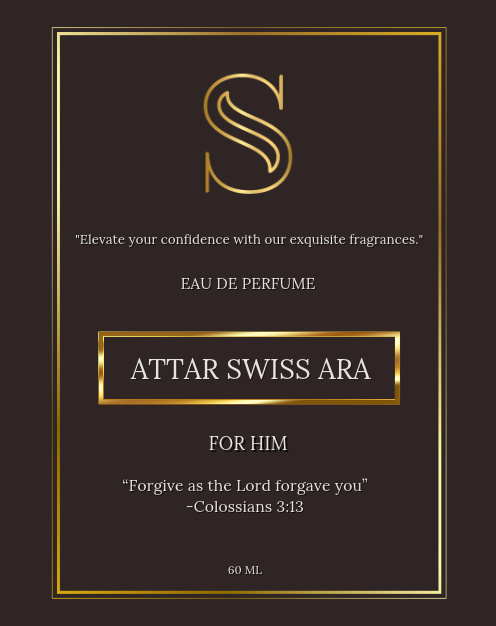 S
"Elevate your confidence with our exquisite fragrances."
EAU DE PERFUME
ATTAR SWISS ARA
FOR HIM
“Forgive as the Lord forgave you”
-Colossians 3:13
60 ML